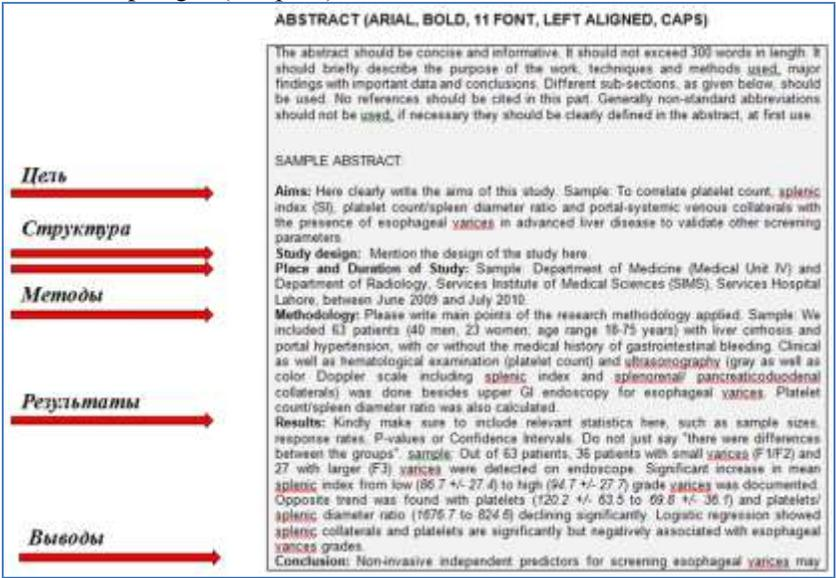 ABSTRACT (ARIAL, BOLD, 11 FONT, LEFT ALIGNED, CAPS)
The abstract should be concise and informative. It should not exceed 300 words in length. It
should briefly describe the purpose of the work, techniques and methods used, major
findings with important data and conclusions. Different sub-sections, as given below, should
be used. No references should be cited in this part. Generally non-standard abbreviations
should not be used, if necessary they should be clearly defined in the abstract, at first use.
SAMPLE ABSTRACT:
Цель
Aims: Here clearly write the aims of this study. Sample: To correlate platelet count, splenic
index (SI), platelet count/spleen diameter ratio and portal-systemic venous collaterals with
the presence of esophageal varices in advanced liver disease to validate other screening
parameters.
Структура
Study design: Mention the design of the study here.
Place and Duration of Study: Sample: Department of Medicine (Medical Unit IV) and
Department of Radiology, Services Institute of Medical Sciences (SIMS), Services Hospital
Lahore, between June 2009 and July 2010.
Методы
Methodology: Please write main points of the research methodology applied. Sample: We
included 63 patients (40 men, 23 women; age range 18-75 years) with liver cirrhosis and
portal hypertension, with or without the medical history of gastrointestinal bleeding. Clinical
as well as hematological examination (platelet count) and ultrasonography (gray as well as
color Doppler scale including splenic index and splenorenal/ pancreaticoduodenal
collaterals) was done besides upper GI endoscopy for esophageal varices. Platelet
count/spleen diameter ratio was also calculated.
Результаты
Results: Kindly make sure to include relevant statistics here, such as sample sizes,
response rates, P-values or Confidence Intervals. Do not just say "there were differences
between the groups". sample: Out of 63 patients, 36 patients with small varices (F1/F2) and
27 with larger (F3) varices were detected on endoscope. Significant increase in mean
splenic index from low (86.7 +/- 27.4) to high (94.7 +/- 27.7) grade varices was documented.
Opposite trend was found with platelets (120.2 +/- 63.5 to 69.8 +/- 36.1) and platelets/
splenic diameter ratio (1676.7 to 824.6) declining significantly. Logistic regression showed
splenic collaterals and platelets are significantly but negatively associated with esophageal
varices grades.
Выводы
Conclusion: Non-invasive independent predictors for screening esophageal varices may